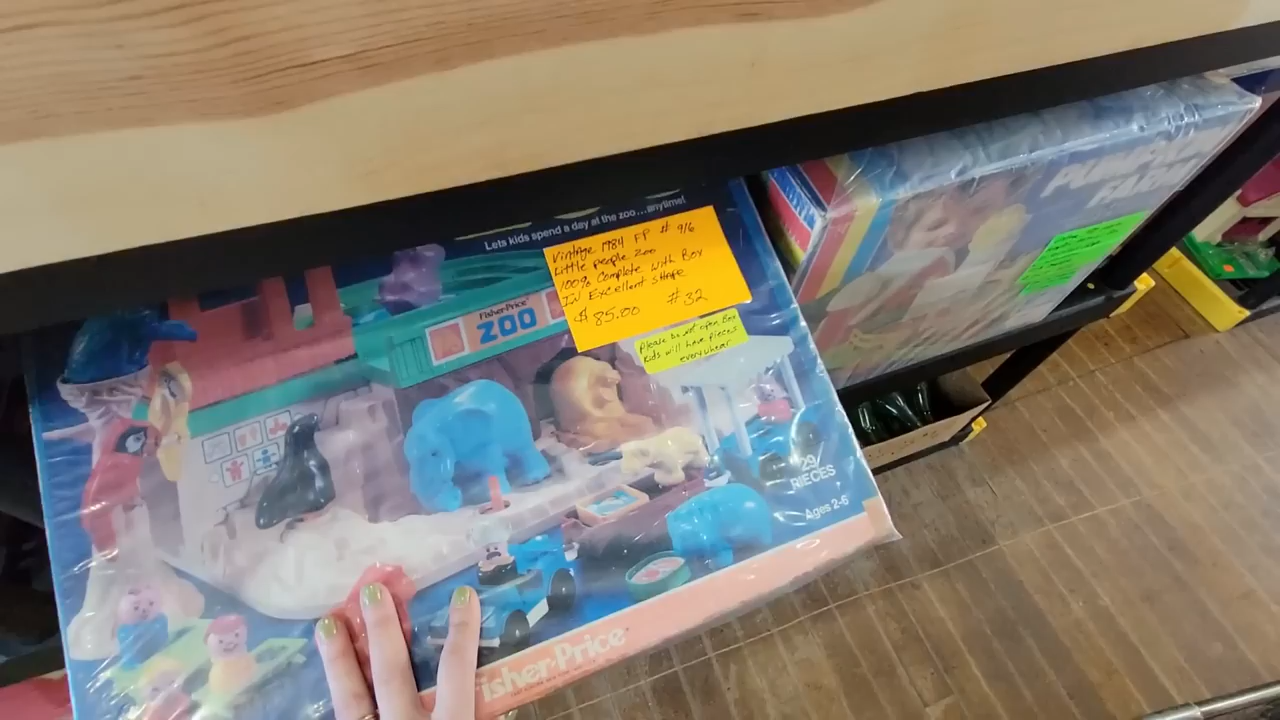 Lets kids spend a day at the zoo...anytime!
Vintage 1984 FP # 916
Little People Zoo
100% Complete with Box
IN Excellent shape
$85.00 #32
Please do not open Box
kids will have pieces
everywhere
Fisher-Price
ZOO
29
PIECES
Ages 2-6
Fisher-Price